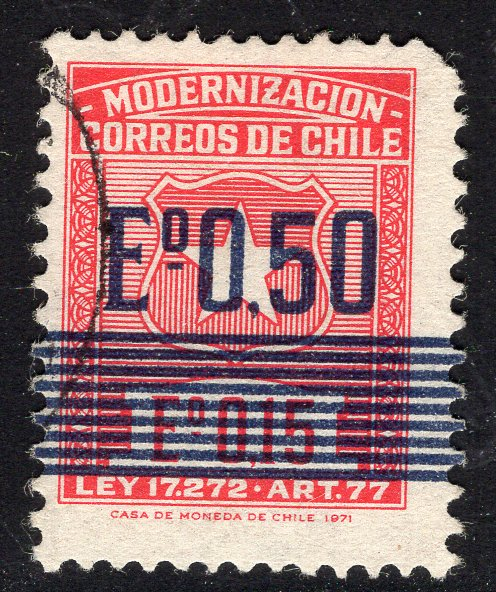 - MODERNIZACION -
CORREOS DE CHILE
Eº0,50
Eº0,15
LEY 17.272 · ART. 77
CASA DE MONEDA DE CHILE 1971